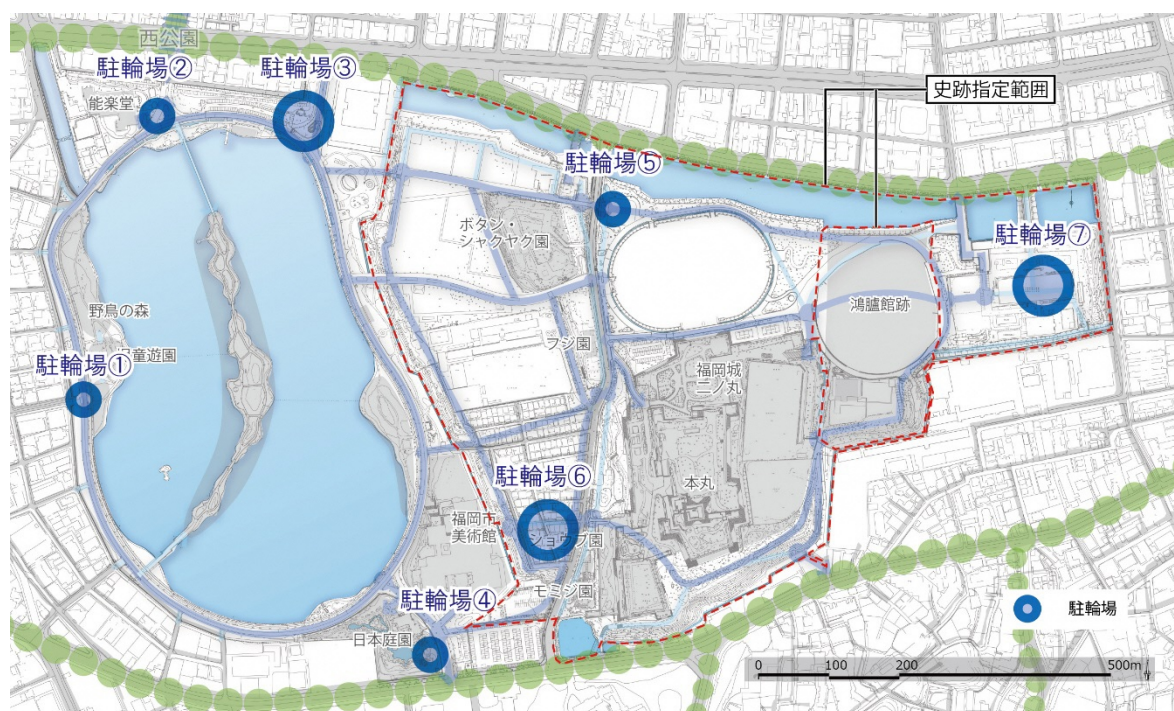 西公園
駐輪場②
駐輪場③
能楽堂
史跡指定範囲
駐輪場⑤
ボタン・
シャクヤク園
駐輪場⑦
野鳥の森
鴻臚館跡
児童遊園
フジ園
駐輪場①
福岡城
二ノ丸
駐輪場⑥
本丸
福岡市
美術館
ショウブ園
モミジ園
駐輪場④
駐輪場
日本庭園
0 100 200 500m